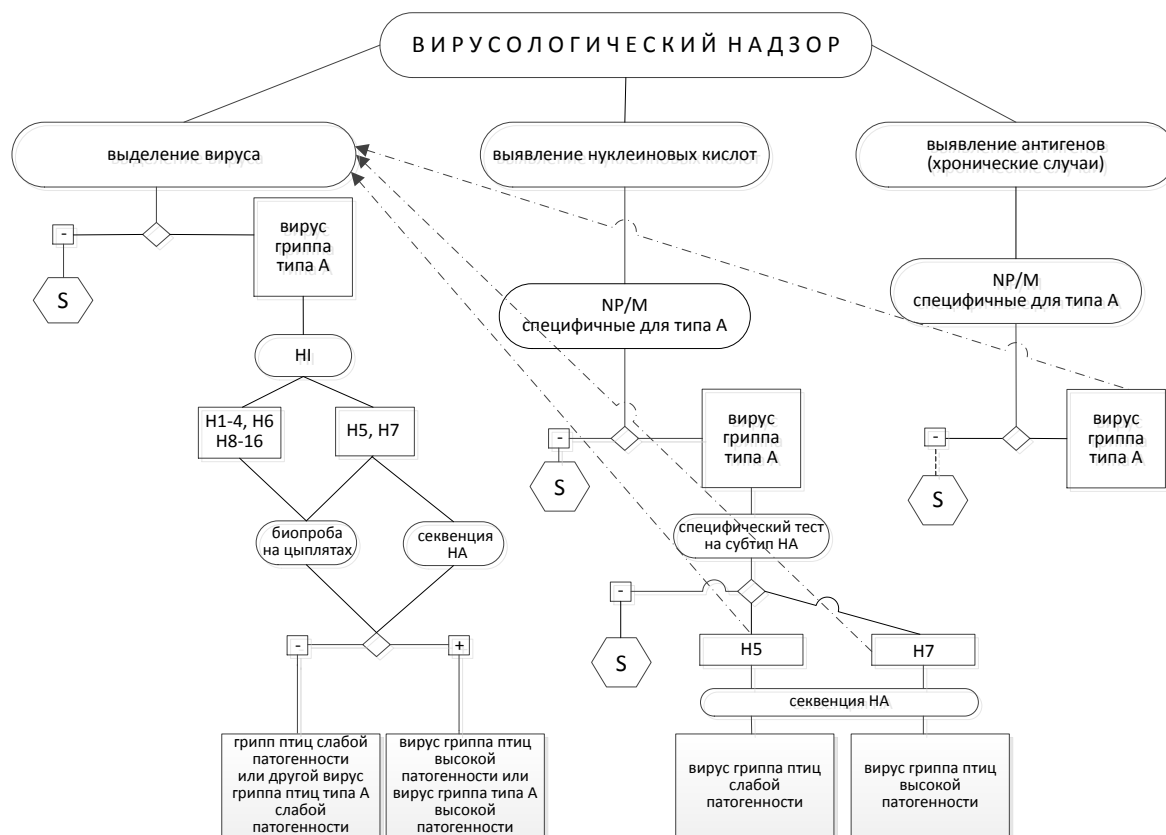 ВИРУСОЛОГИЧЕСКИЙ НАДЗОР
выделение вируса
выявление нуклеиновых кислот
выявление антигенов
(хронические случаи)
-
вирус
гриппа
типа А
S
NP/M
специфичные для типа А
NP/M
специфичные для типа А
HI
H1-4, H6
H8-16
H5, H7
-
вирус
гриппа
типа А
S
-
вирус
гриппа
типа А
S
биопроба
на цыплятах
секвенция
НА
специфический тест
на субтип НА
-
S
-
+
H5
H7
секвенция НА
грипп птиц слабой
патогенности
или другой вирус
гриппа птиц типа А
слабой
патогенности
вирус гриппа птиц
высокой
патогенности или
вирус гриппа типа А
высокой
патогенности
вирус гриппа птиц
слабой
патогенности
вирус гриппа птиц
высокой
патогенности